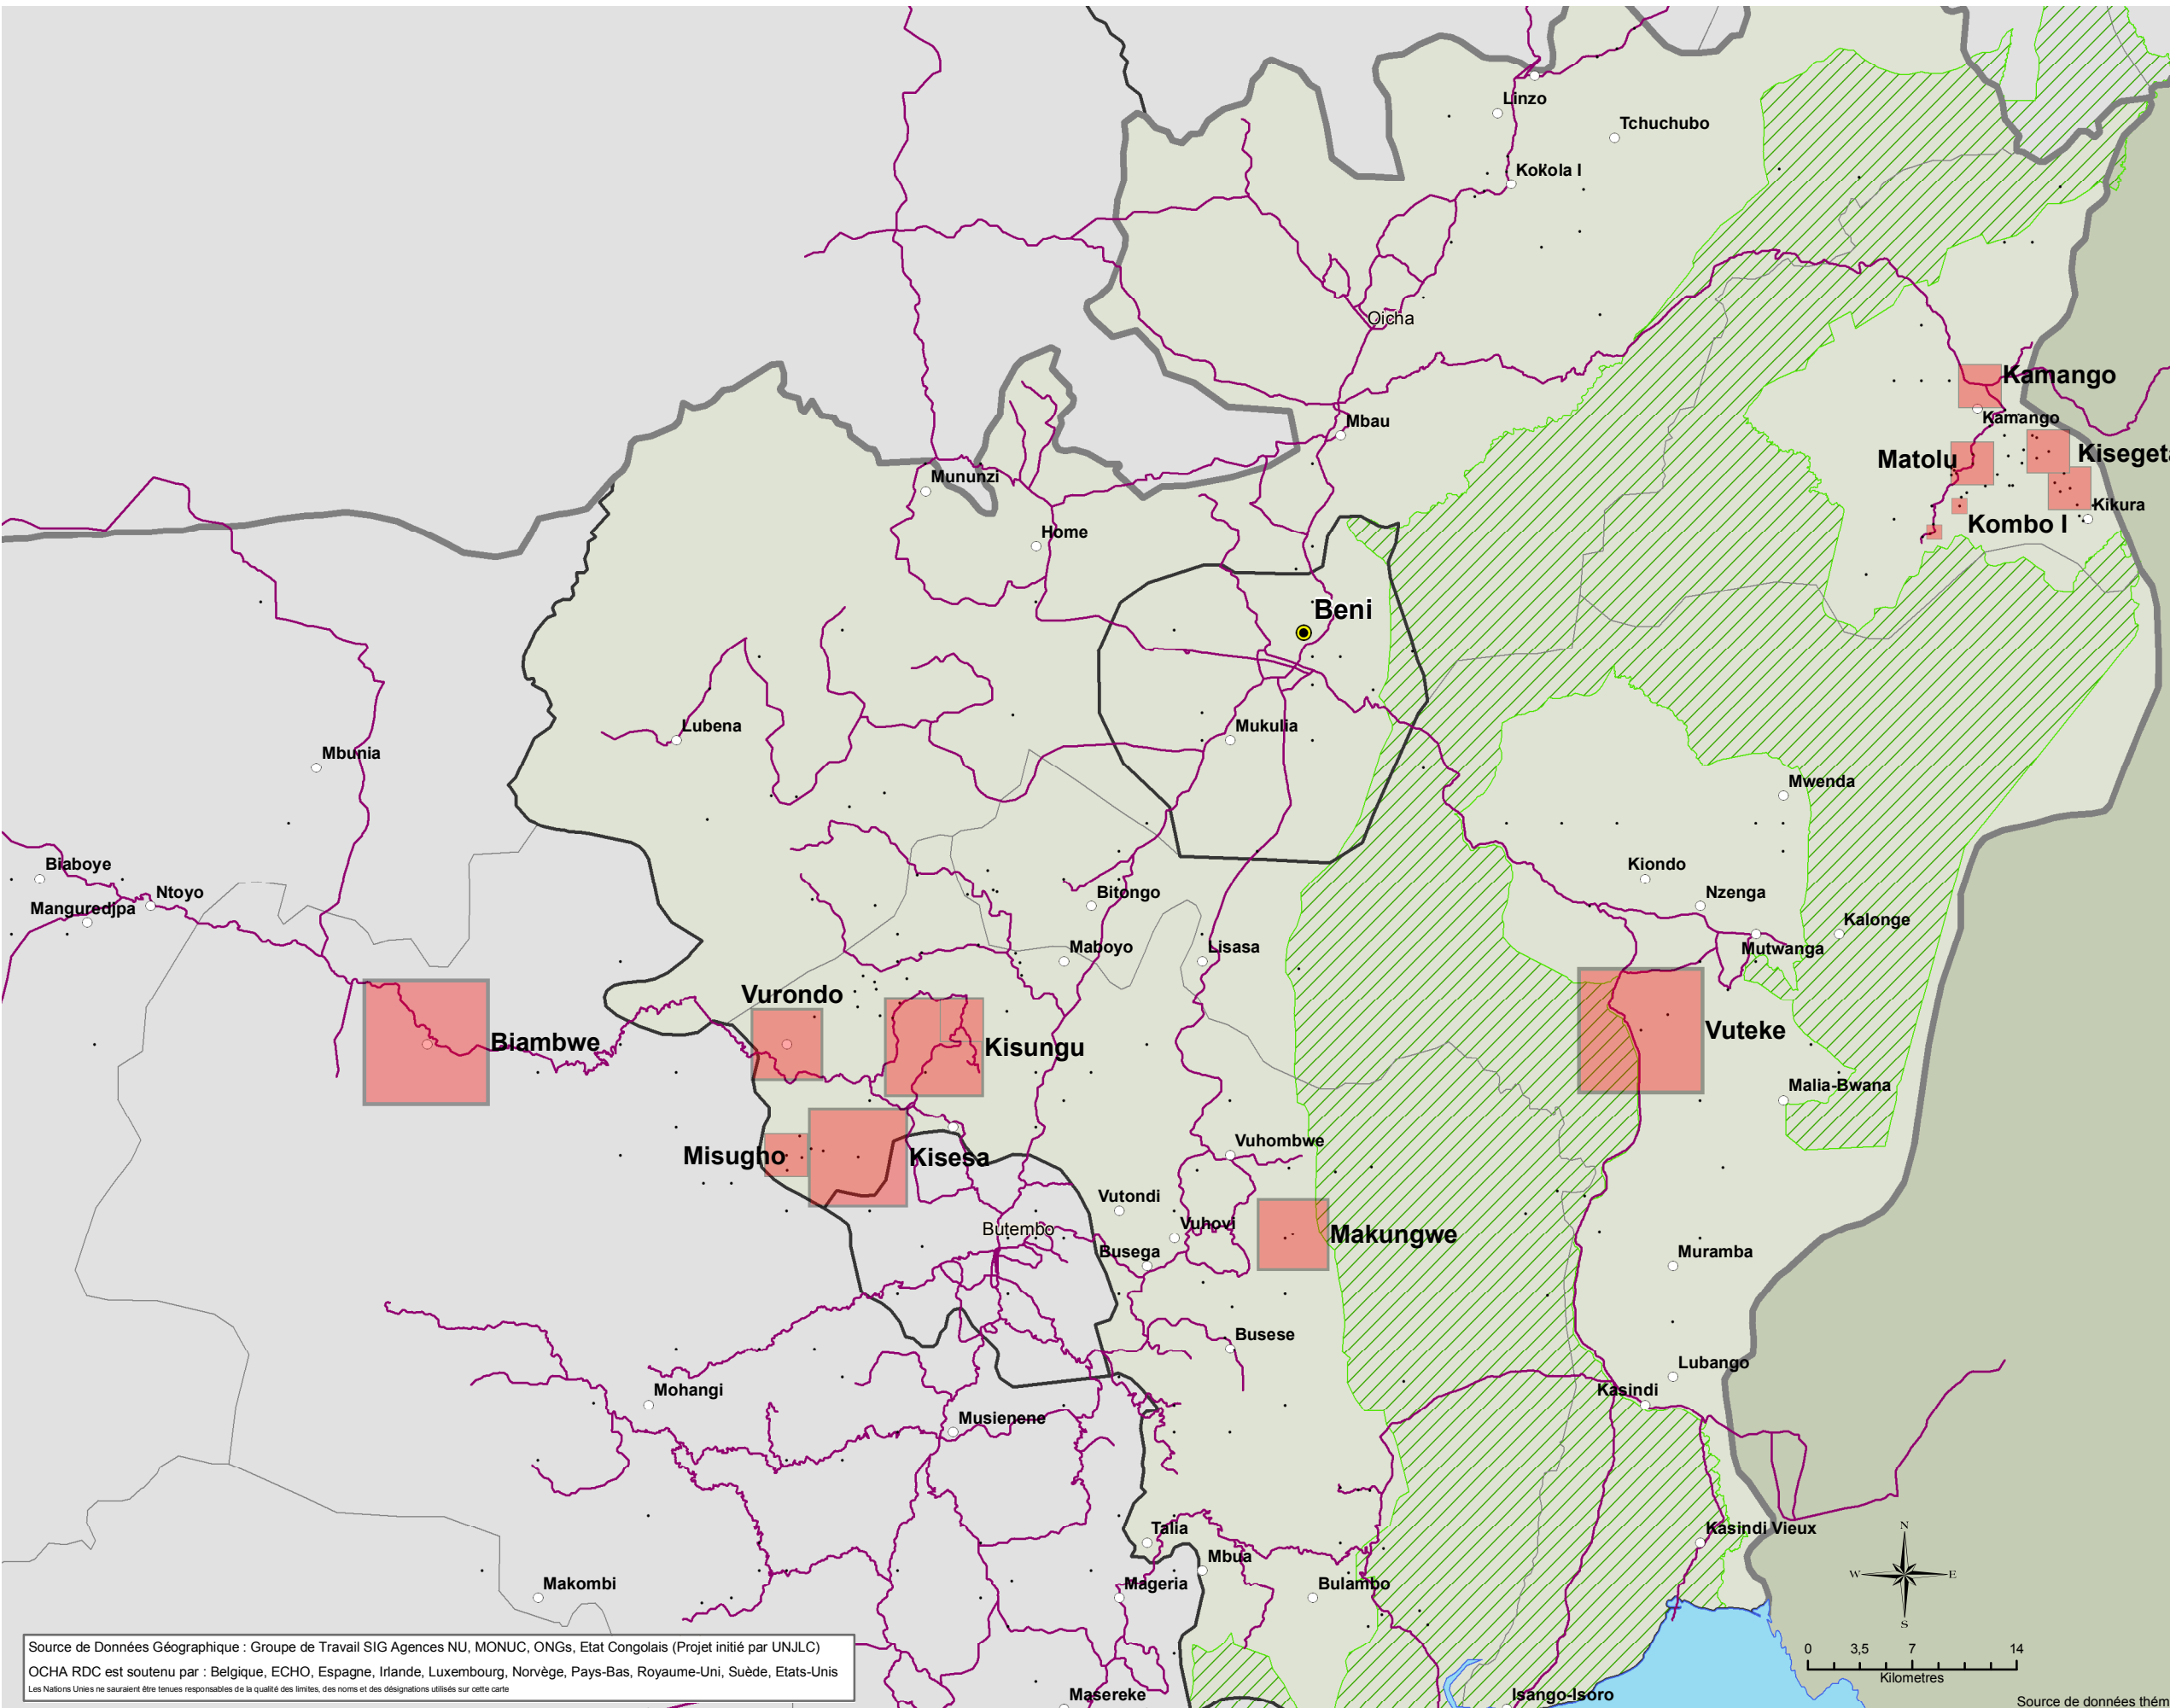 Linzo
Tchuchubo
Kokola I
Oicha
Kamango
Kamango
Mbau
Matolu
Kiseget
Mununzi
Kikura
Kombo I
Home
Beni
Lubena
Mukulia
Mbunia
Mwenda
Biaboye
Kiondo
Ntoyo
Bitongo
Nzenga
Manguredjpa
Kalonge
Maboyo
Lisasa
Mutwanga
Vurondo
Vuteke
Biambwe
Kisungu
Malia-Bwana
Vuhombwe
Misugho
Kisesa
Vutondi
Vuhovi
Butembo
Makungwe
Busega
Muramba
Busese
Lubango
Mohangi
Kasindi
Musienene
Talia
Kasindi Vieux
N
Mbua
W
E
Makombi
Mageria
Bulambo
S
Source de Données Géographique : Groupe de Travail SIG Agences NU, MONUC, ONGs, Etat Congolais (Projet initié par UNJLC)
OCHA RDC est soutenu par : Belgique, ECHO, Espagne, Irlande, Luxembourg, Norvège, Pays-Bas, Royaume-Uni, Suède, Etats-Unis
Les Nations Unies ne sauraient être tenues responsables de la qualité des limites, des noms et des désignations utilisés sur cette carte
0 3,5 7 14
Kilometres
Masereke
Isango-Isoro
Source de données thém